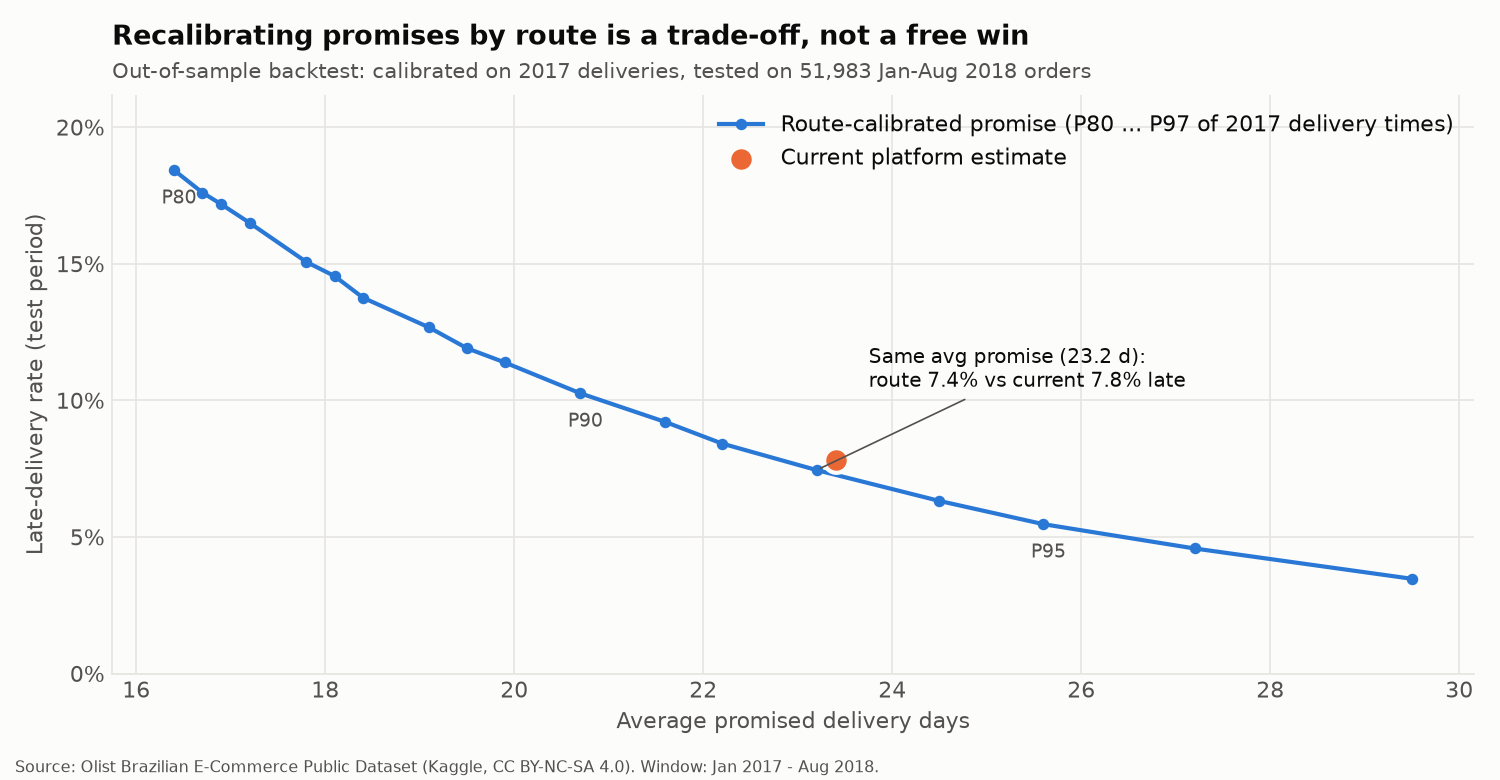 Recalibrating promises by route is a trade-off, not a free win
Out-of-sample backtest: calibrated on 2017 deliveries, tested on 51,983 Jan-Aug 2018 orders
Route-calibrated promise (P80 ... P97 of 2017 delivery times)
Current platform estimate
Late-delivery rate (test period)
20%
15%
10%
5%
0%
P80
P90
P95
Same avg promise (23.2 d):
route 7.4% vs current 7.8% late
16
18
20
22
24
26
28
30
Average promised delivery days
Source: Olist Brazilian E-Commerce Public Dataset (Kaggle, CC BY-NC-SA 4.0). Window: Jan 2017 - Aug 2018.